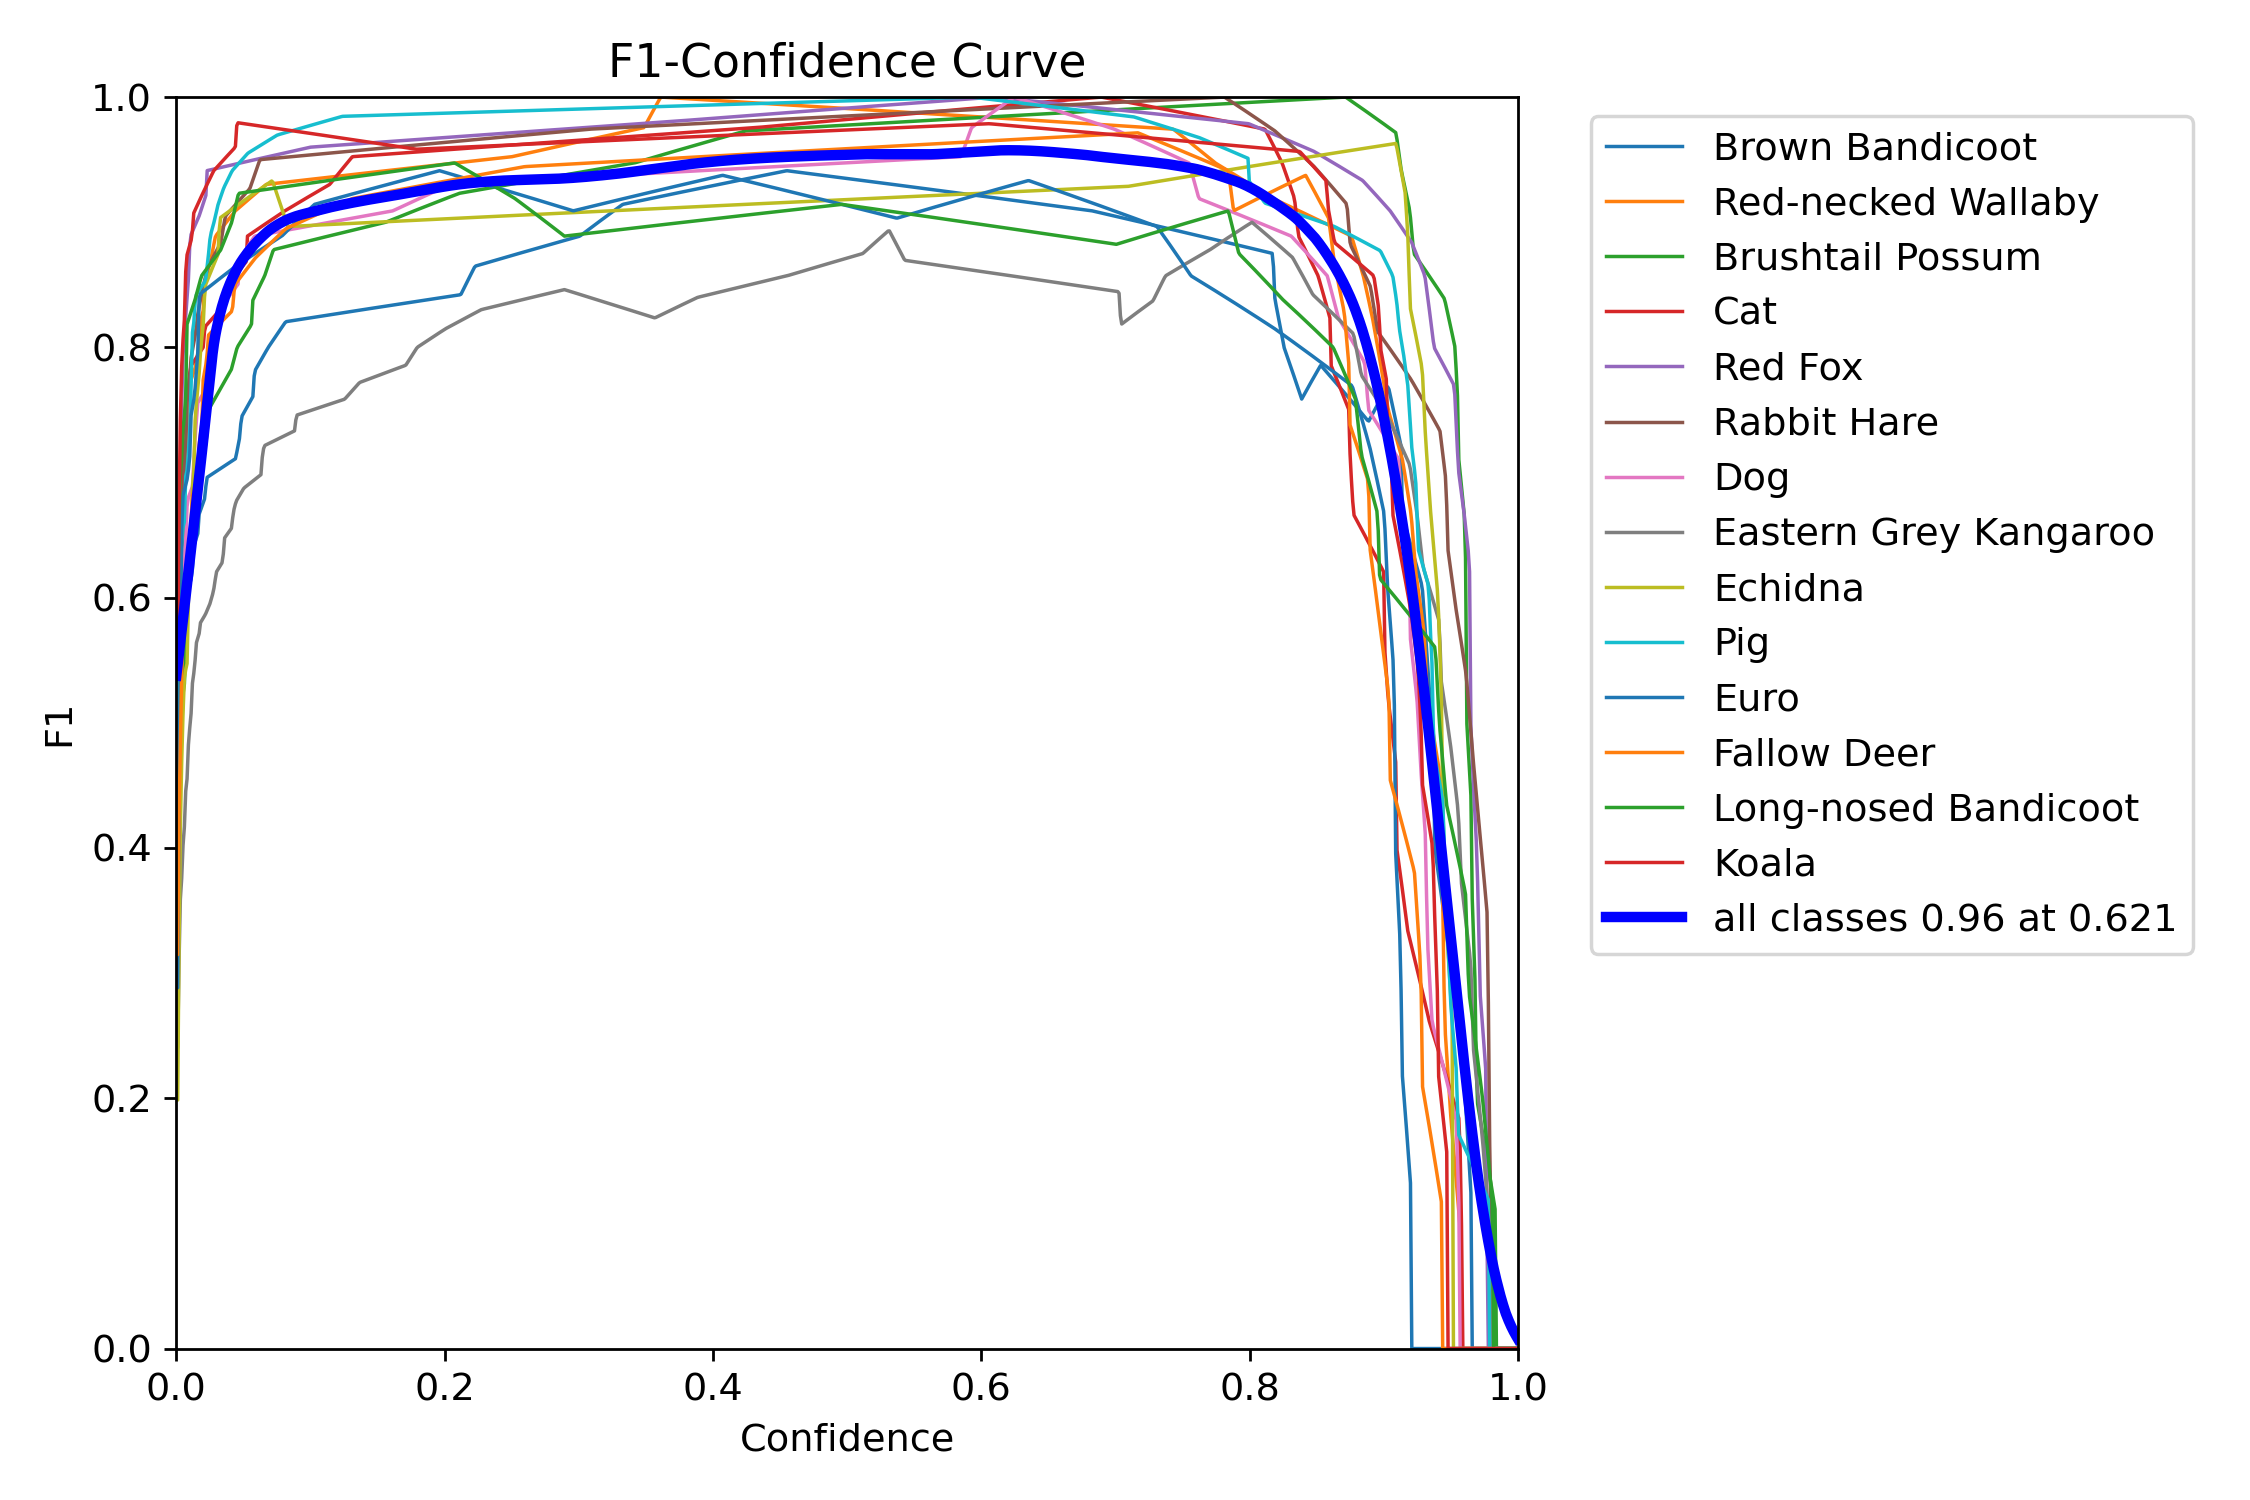 F1-Confidence Curve
1.0
0.8
0.6
0.4
0.2
0.0
F1
0.0 0.2 0.4 0.6 0.8 1.0
Confidence
Brown Bandicoot
Red-necked Wallaby
Brushtail Possum
Cat
Red Fox
Rabbit Hare
Dog
Eastern Grey Kangaroo
Echidna
Pig
Euro
Fallow Deer
Long-nosed Bandicoot
Koala
all classes 0.96 at 0.621